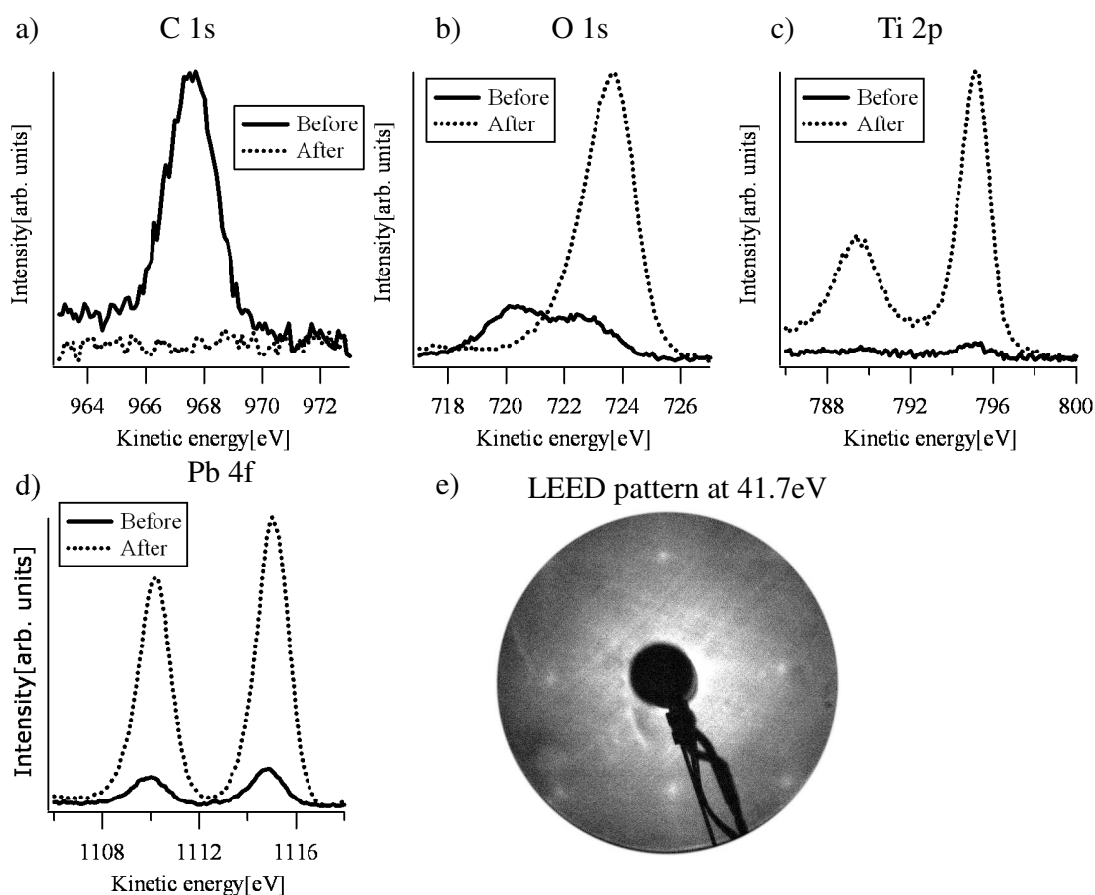 a)
C 1s
Intensity[arb. units]
Before
After
964 966 968 970 972
Kinetic energy[eV]
b)
O 1s
Intensity[arb. units]
Before
After
718 720 722 724 726
Kinetic energy[eV]
c)
Ti 2p
Intensity[arb. units]
Before
After
788 792 796 800
Kinetic energy[eV]
d)
Pb 4f
Intensity[arb. units]
Before
After
1108 1112 1116
Kinetic energy[eV]
e)
LEED pattern at 41.7eV